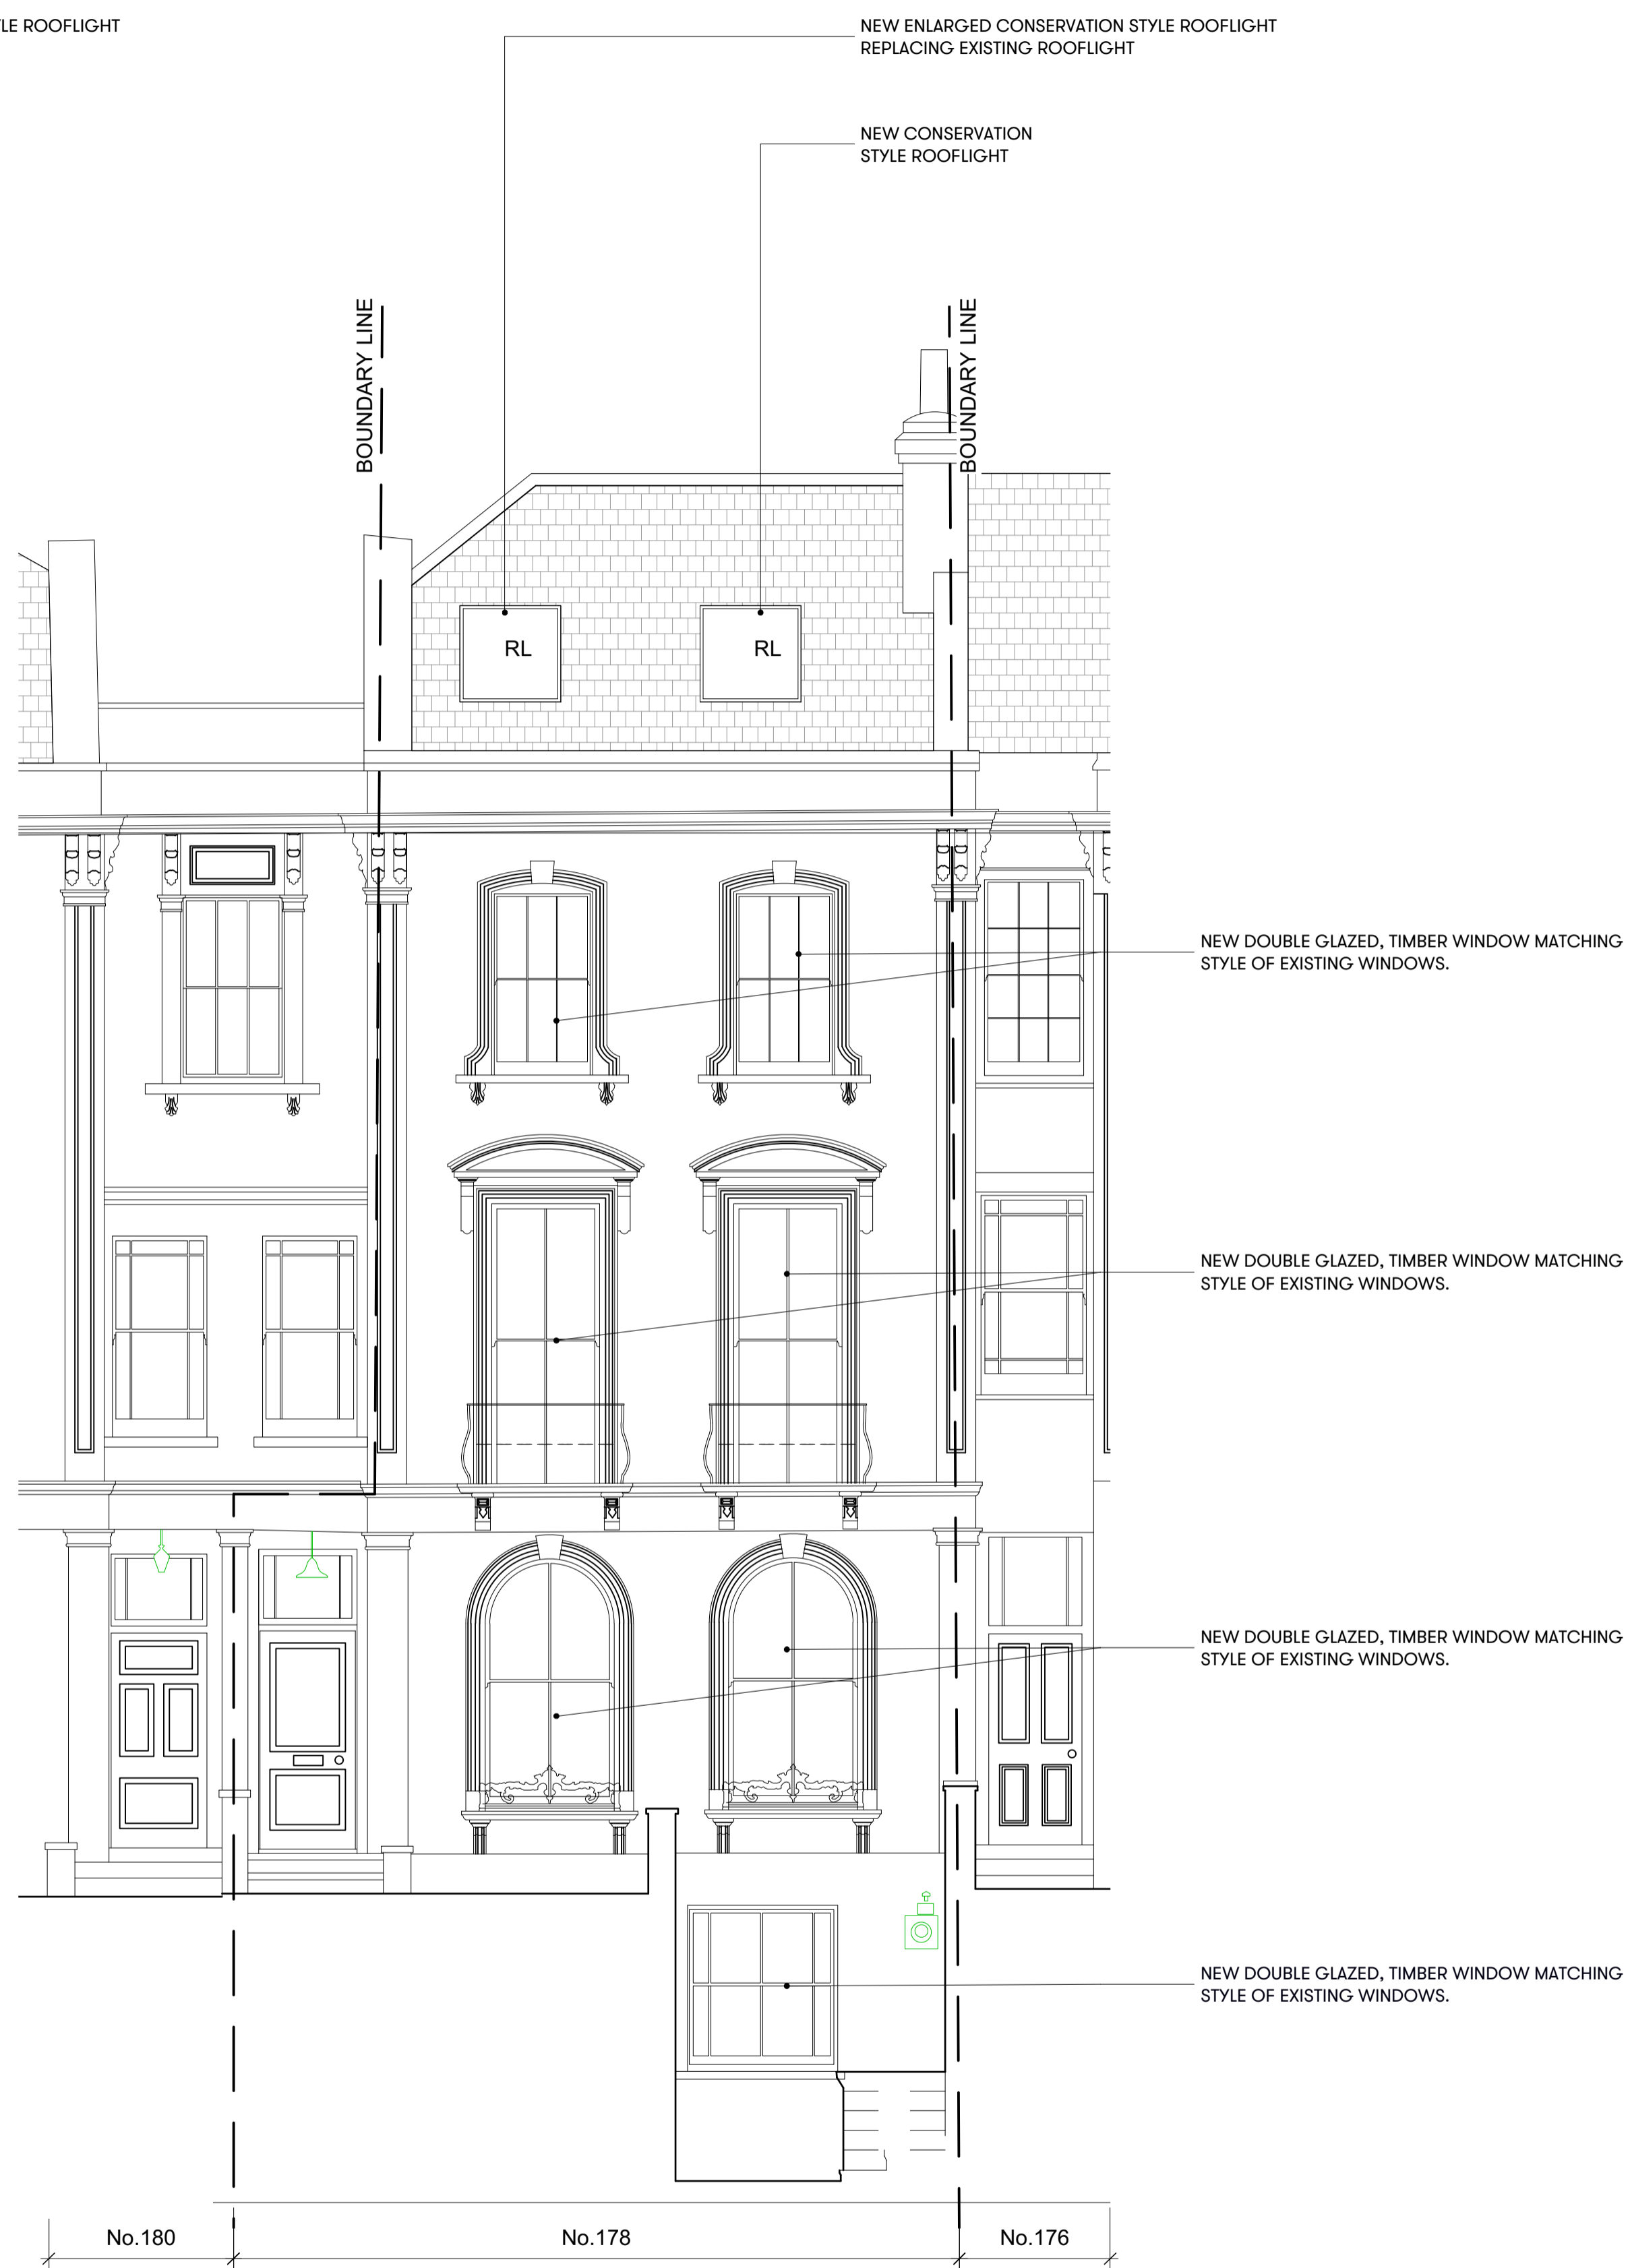 LE ROOFLIGHT
NEW ENLARGED CONSERVATION STYLE ROOFLIGHT
REPLACING EXISTING ROOFLIGHT
NEW CONSERVATION
STYLE ROOFLIGHT
BOUNDARY LINE
BOUNDARY LINE
RL
RL
NEW DOUBLE GLAZED, TIMBER WINDOW MATCHING
STYLE OF EXISTING WINDOWS.
NEW DOUBLE GLAZED, TIMBER WINDOW MATCHING
STYLE OF EXISTING WINDOWS.
NEW DOUBLE GLAZED, TIMBER WINDOW MATCHING
STYLE OF EXISTING WINDOWS.
NEW DOUBLE GLAZED, TIMBER WINDOW MATCHING
STYLE OF EXISTING WINDOWS.
No.180
No.178
No.176